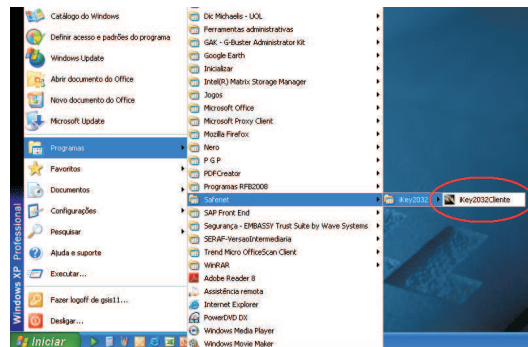 Catálogo do Windows
Definir acesso e padrões do programa
Windows Update
Abrir documento do Office
Novo documento do Office
Microsoft Update
Programas
Favoritos
Documentos
Configurações
Pesquisar
Ajuda e suporte
Executar...
Fazer logoff de gsis11...
Desligar...
Windows XP Professional
Iniciar
Dic Michaelis - UOL
Ferramentas administrativas
GAK - G-Buster Administrator Kit
Google Earth
Inicializar
Intel(R) Matrix Storage Manager
Jogos
Microsoft Office
Microsoft Proxy Client
Mozilla Firefox
Nero
P G P
PDFCreator
Programas RFB2008
Safenet
SAP Front End
Segurança - EMBASSY Trust Suite by Wave Systems
SERAF-VersaoIntermediaria
Trend Micro OfficeScan Client
WinRAR
Adobe Reader 8
Assistência remota
Internet Explorer
PowerDVD DX
Windows Media Player
Windows Movie Maker
iKey2032
iKey2032Cliente